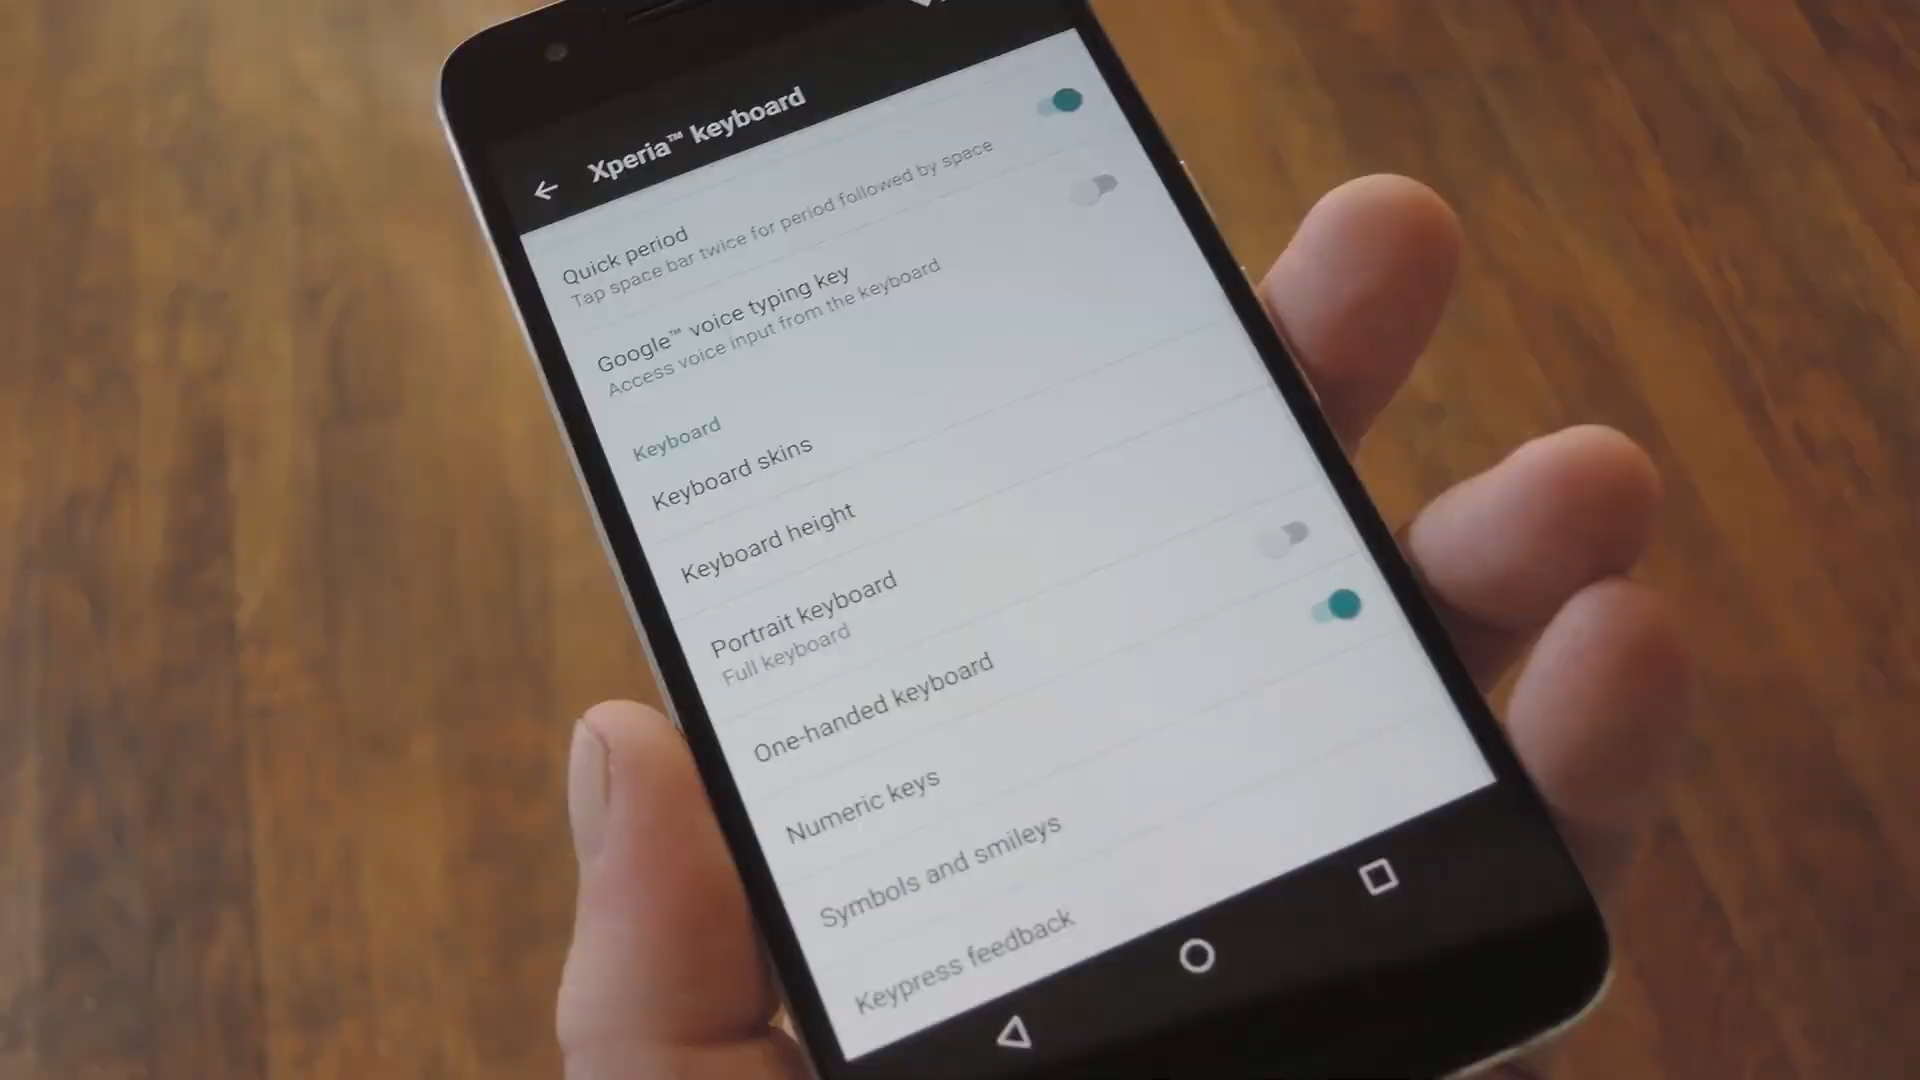 Xperia™ keyboard
Quick period
Tap space bar twice for period followed by space
Google™ voice typing key
Access voice input from the keyboard
Keyboard
Keyboard skins
Keyboard height
Portrait keyboard
Full keyboard
One-handed keyboard
Numeric keys
Symbols and smileys
Keypress feedback